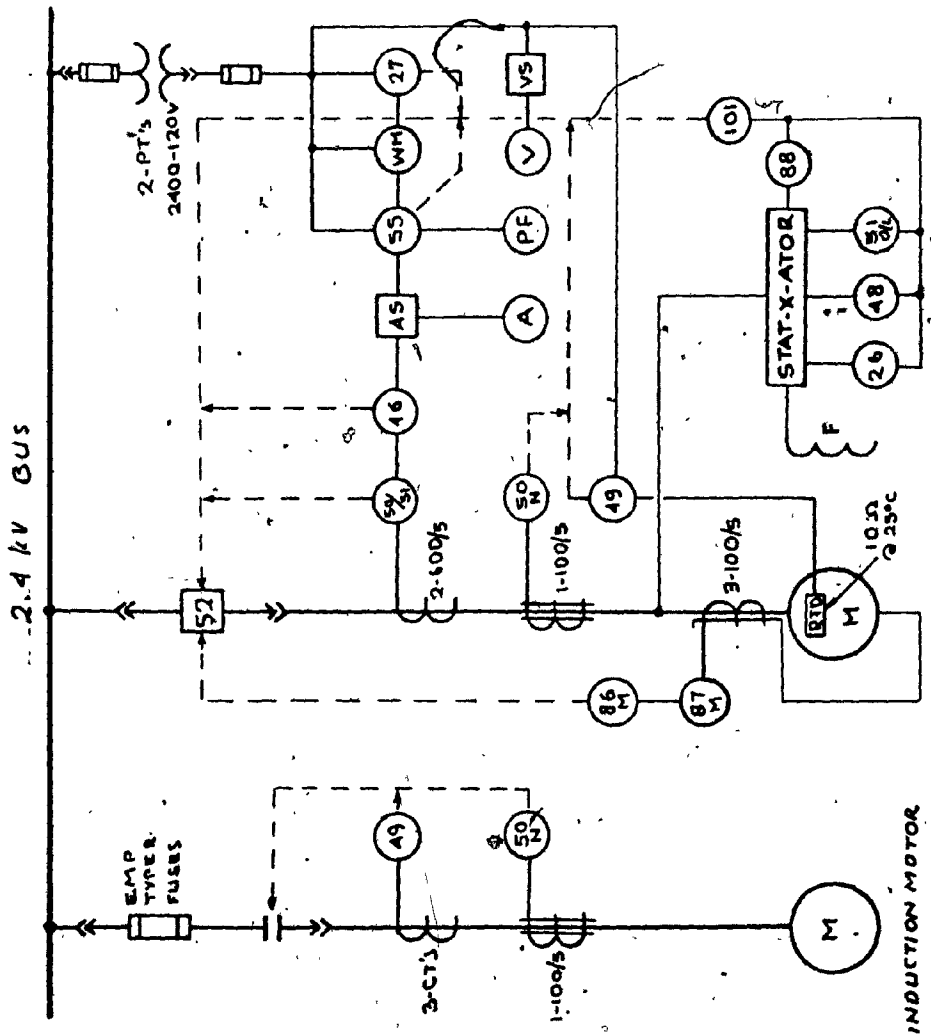 2.4 kV BUS
2-PT's
2400-120V
27
WM
55
AS
46
50/51
VS
V
PF
A
50
N
49
101
88
STAT-X-ATOR
51
O/L
48
26
F
52
2-600/5
1-100/5
3-100/5
86
M
87
M
RTD
M
10Ω
@ 25°C
EMP
TYPE R
FUSES
49
50
N
3-CT's
1-100/5
M
INDUCTION MOTOR